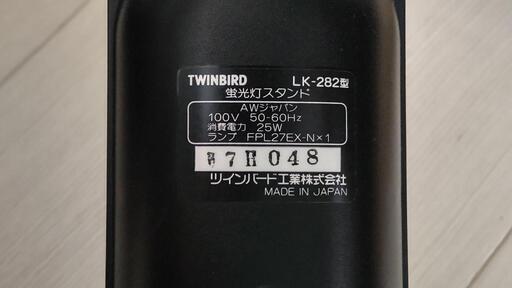 TWINBIRD LK-282型
蛍光灯スタンド
AWジャパン
100V 50-60Hz
消費電力 25W
ランプ FPL27EX-N×1
7H048
ツインバード工業株式会社
MADE IN JAPAN